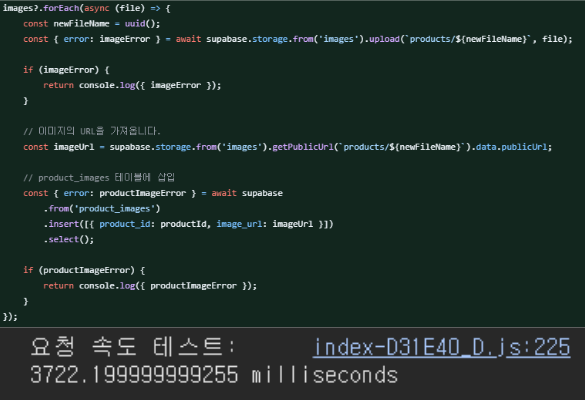 images?.forEach(async (file) => {
const newFileName = uuid();
const { error: imageError } = await supabase.storage.from('images').upload(`products/${newFileName}`, file);
if (imageError) {
return console.log({ imageError });
}
// 이미지의 URL을 가져옵니다.
const imageUrl = supabase.storage.from('images').getPublicUrl(`products/${newFileName}`).data.publicUrl;
// product_images 테이블에 삽입
const { error: productImageError } = await supabase
.from('product_images')
.insert([{ product_id: productId, image_url: imageUrl }])
.select();
if (productImageError) {
return console.log({ productImageError });
}
});
요청 속도 테스트: index-D31E40_D.js:225
3722.199999999255 milliseconds